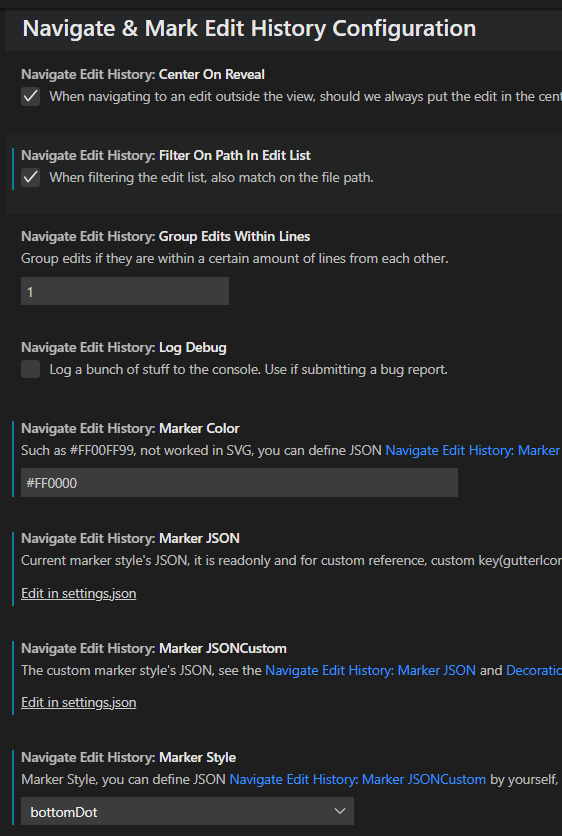 Navigate & Mark Edit History Configuration
Navigate Edit History: Center On Reveal
When navigating to an edit outside the view, should we always put the edit in the cent
Navigate Edit History: Filter On Path In Edit List
When filtering the edit list, also match on the file path.
Navigate Edit History: Group Edits Within Lines
Group edits if they are within a certain amount of lines from each other.
1
Navigate Edit History: Log Debug
Log a bunch of stuff to the console. Use if submitting a bug report.
Navigate Edit History: Marker Color
Such as #FF00FF99, not worked in SVG, you can define JSON Navigate Edit History: Marker
#FF0000
Navigate Edit History: Marker JSON
Current marker style's JSON, it is readonly and for custom reference, custom key(gutterIcon
Edit in settings.json
Navigate Edit History: Marker JSONCustom
The custom marker style's JSON, see the Navigate Edit History: Marker JSON and Decoratio
Edit in settings.json
Navigate Edit History: Marker Style
Marker Style, you can define JSON Navigate Edit History: Marker JSONCustom by yourself,
bottomDot